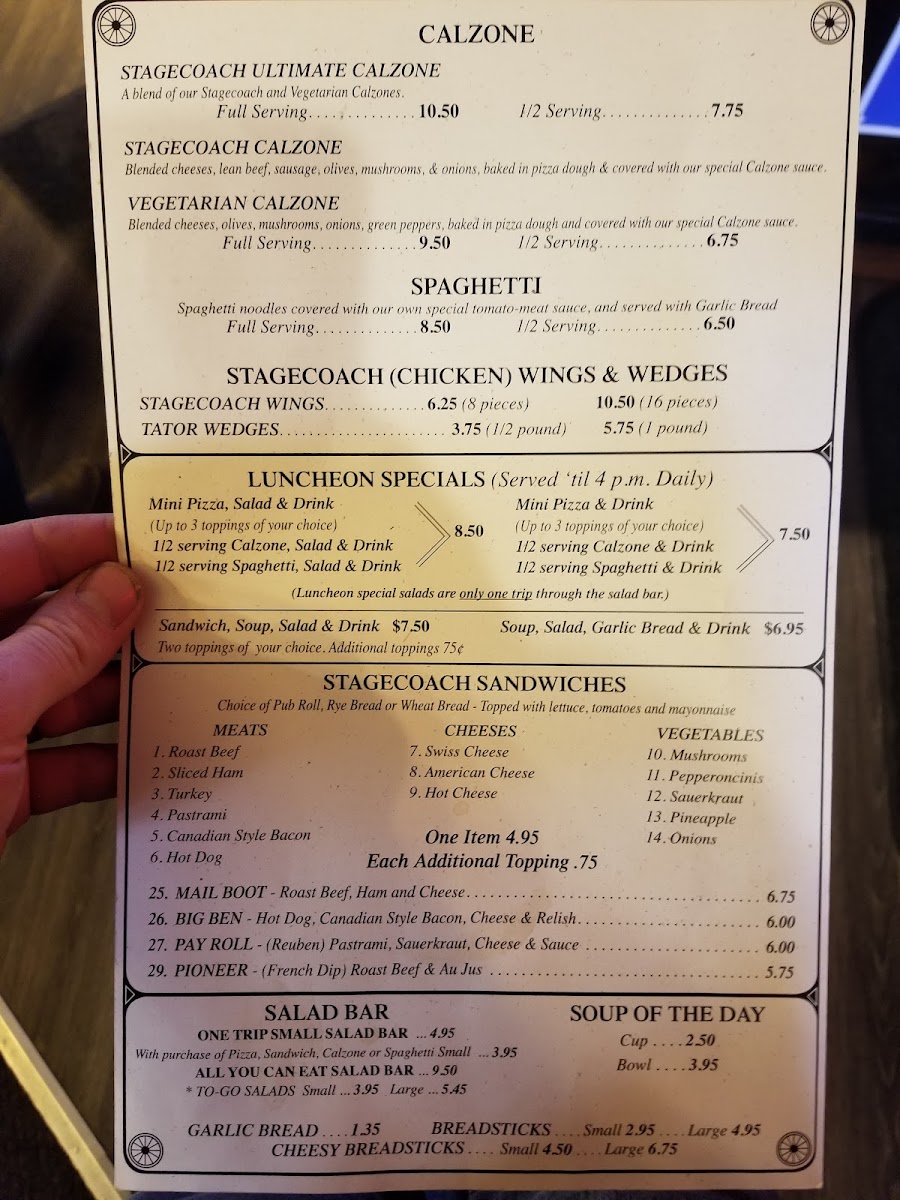 CALZONE
STAGECOACH ULTIMATE CALZONE
A blend of our Stagecoach and Vegetarian Calzones.
Full Serving.............. 10.50 1/2 Serving.............. 7.75
STAGECOACH CALZONE
Blended cheeses, lean beef, sausage, olives, mushrooms, & onions, baked in pizza dough & covered with our special Calzone sauce.
VEGETARIAN CALZONE
Blended cheeses, olives, mushrooms, onions, green peppers, baked in pizza dough and covered with our special Calzone sauce.
Full Serving.............. 9.50 1/2 Serving.............. 6.75
SPAGHETTI
Spaghetti noodles covered with our own special tomato-meat sauce, and served with Garlic Bread
Full Serving.............. 8.50 1/2 Serving.............. 6.50
STAGECOACH (CHICKEN) WINGS & WEDGES
STAGECOACH WINGS............. 6.25 (8 pieces) 10.50 (16 pieces)
TATOR WEDGES...................... 3.75 (1/2 pound) 5.75 (1 pound)
LUNCHEON SPECIALS (Served ‘til 4 p.m. Daily)
Mini Pizza, Salad & Drink
(Up to 3 toppings of your choice)
1/2 serving Calzone, Salad & Drink
1/2 serving Spaghetti, Salad & Drink
8.50
Mini Pizza & Drink
(Up to 3 toppings of your choice)
1/2 serving Calzone & Drink
1/2 serving Spaghetti & Drink
7.50
(Luncheon special salads are only one trip through the salad bar.)
Sandwich, Soup, Salad & Drink $7.50 Soup, Salad, Garlic Bread & Drink $6.95
Two toppings of your choice. Additional toppings 75¢
STAGECOACH SANDWICHES
Choice of Pub Roll, Rye Bread or Wheat Bread - Topped with lettuce, tomatoes and mayonnaise
MEATS
1. Roast Beef
2. Sliced Ham
3. Turkey
4. Pastrami
5. Canadian Style Bacon
6. Hot Dog
CHEESES
7. Swiss Cheese
8. American Cheese
9. Hot Cheese
VEGETABLES
10. Mushrooms
11. Pepperoncinis
12. Sauerkraut
13. Pineapple
14. Onions
One Item 4.95
Each Additional Topping .75
25. MAIL BOOT - Roast Beef, Ham and Cheese........................................ 6.75
26. BIG BEN - Hot Dog, Canadian Style Bacon, Cheese & Relish......................... 6.00
27. PAY ROLL - (Reuben) Pastrami, Sauerkraut, Cheese & Sauce ........................ 6.00
29. PIONEER - (French Dip) Roast Beef & Au Jus ..................................... 5.75
SALAD BAR
ONE TRIP SMALL SALAD BAR ... 4.95
With purchase of Pizza, Sandwich, Calzone or Spaghetti Small ... 3.95
ALL YOU CAN EAT SALAD BAR ... 9.50
* TO-GO SALADS Small ... 3.95 Large ... 5.45
SOUP OF THE DAY
Cup .... 2.50
Bowl .... 3.95
GARLIC BREAD .... 1.35 BREADSTICKS .... Small 2.95 .... Large 4.95
CHEESY BREADSTICKS .... Small 4.50 .... Large 6.75